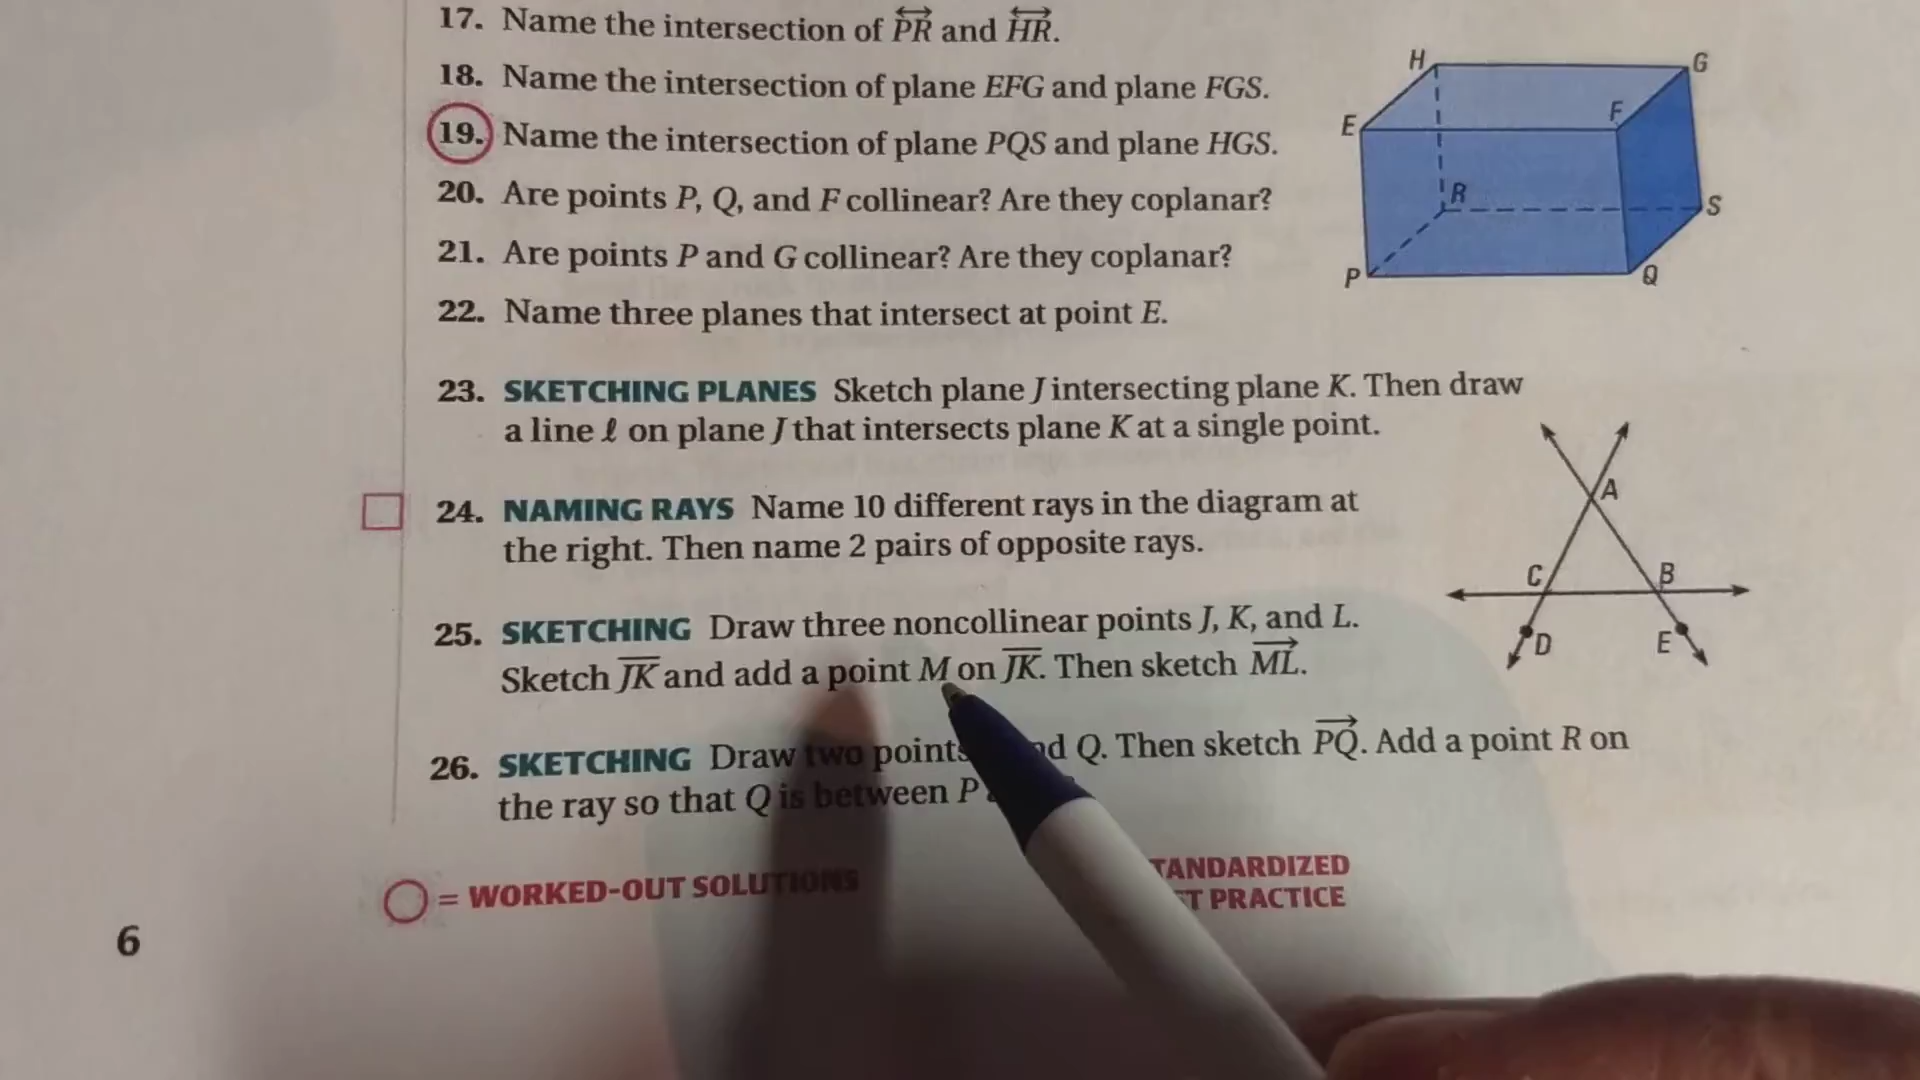 17. Name the intersection of PR and HR.
18. Name the intersection of plane EFG and plane FGS.
19. Name the intersection of plane PQS and plane HGS.
20. Are points P, Q, and F collinear? Are they coplanar?
21. Are points P and G collinear? Are they coplanar?
22. Name three planes that intersect at point E.
H G
E F
R S
P Q
23. SKETCHING PLANES Sketch plane J intersecting plane K. Then draw
a line ℓ on plane J that intersects plane K at a single point.
24. NAMING RAYS Name 10 different rays in the diagram at
the right. Then name 2 pairs of opposite rays.
A
C B
D E
25. SKETCHING Draw three noncollinear points J, K, and L.
Sketch JK and add a point M on JK. Then sketch ML.
26. SKETCHING Draw two points Q. Then sketch PQ. Add a point R on
the ray so that Q is between P
= WORKED-OUT SOLUTIONS
TANDARDIZED
T PRACTICE
6